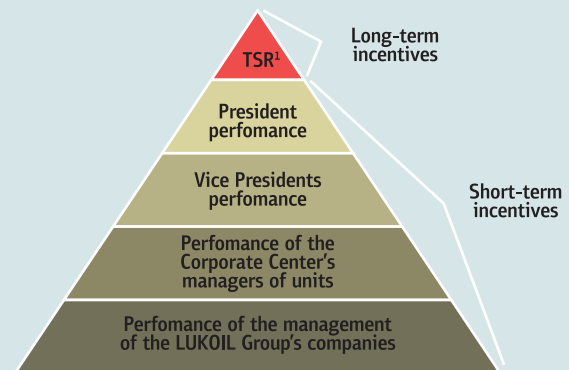 Long-term
incentives
TSR¹
President
perfomance
Vice Presidents
perfomance
Short-term
incentives
Perfomance of the
Corporate Center's
managers of units
Perfomance of the management
of the LUKOIL Group's companies